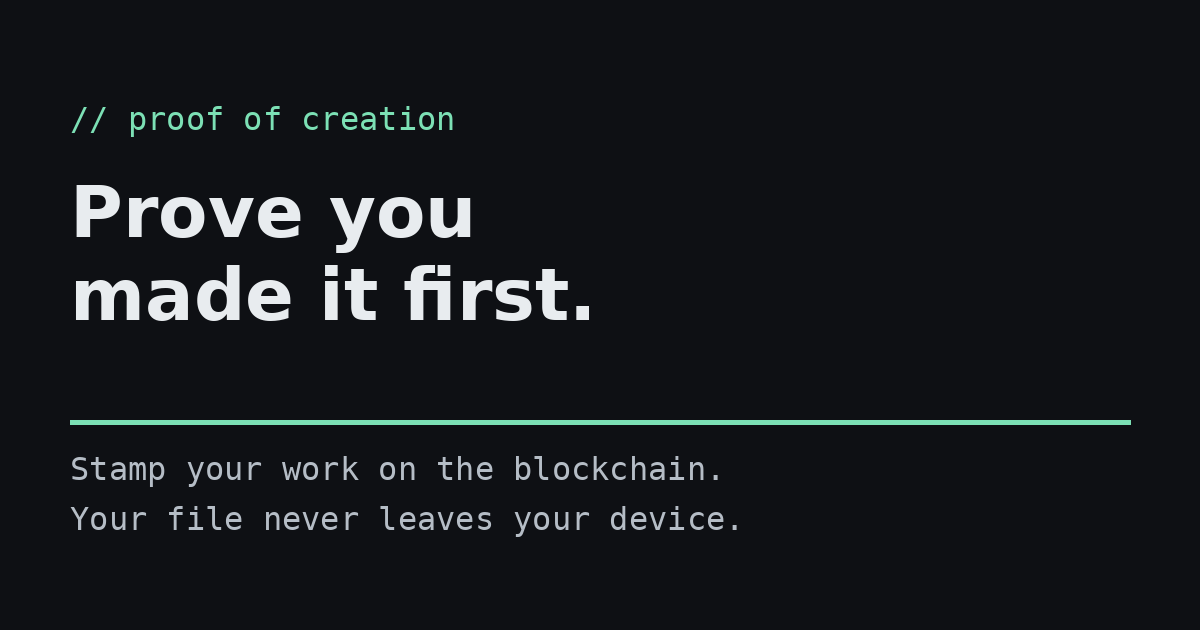 // proof of creation
Prove you
made it first.
Stamp your work on the blockchain.
Your file never leaves your device.